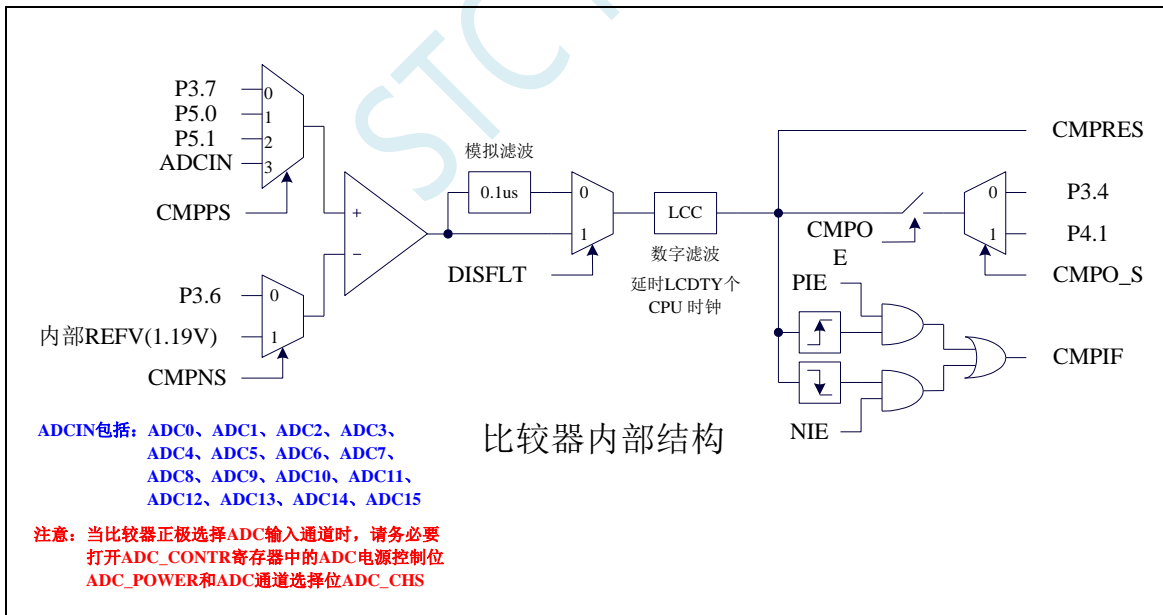 STC
P3.7
P5.0
P5.1
ADCIN
0
1
2
3
CMPPS
+
−
模拟滤波
0.1us
0
1
DISFLT
LCC
数字滤波
延时LCDTY个
CPU 时钟
CMPRES
0
1
P3.4
P4.1
CMPO
E
CMPO_S
P3.6
内部REFV(1.19V)
0
1
CMPNS
PIE
NIE
CMPIF
比较器内部结构
ADCIN包括：ADC0、ADC1、ADC2、ADC3、
ADC4、ADC5、ADC6、ADC7、
ADC8、ADC9、ADC10、ADC11、
ADC12、ADC13、ADC14、ADC15
注意：当比较器正极选择ADC输入通道时，请务必要
打开ADC_CONTR寄存器中的ADC电源控制位
ADC_POWER和ADC通道选择位ADC_CHS